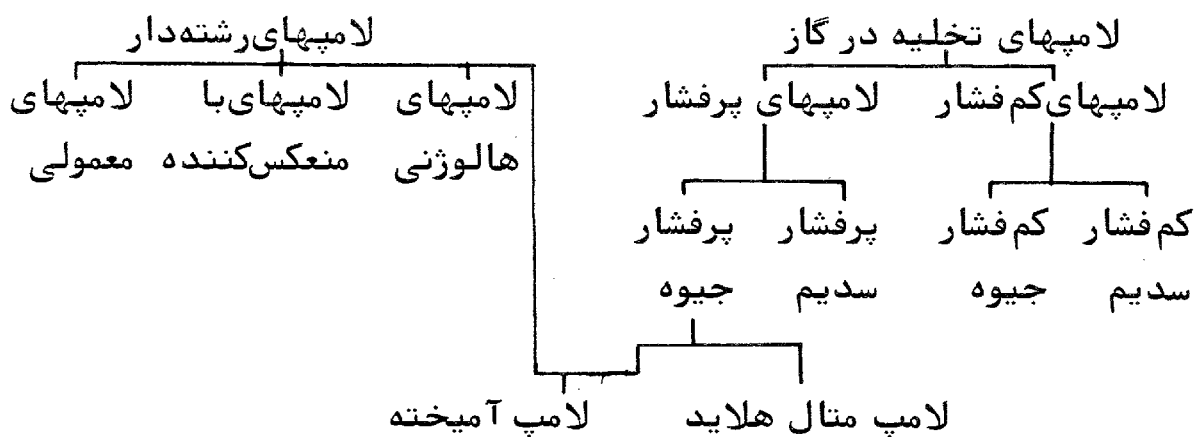 لامپهای تخلیه در گاز
لامپهای رشته‌دار
لامپهای کم‌فشار
لامپهای پرفشار
لامپهای هالوژنی
لامپهای با منعکس‌کننده
لامپهای معمولی
کم‌فشار سدیم
کم‌فشار جیوه
پرفشار سدیم
پرفشار جیوه
لامپ متال هلاید
لامپ آمیخته